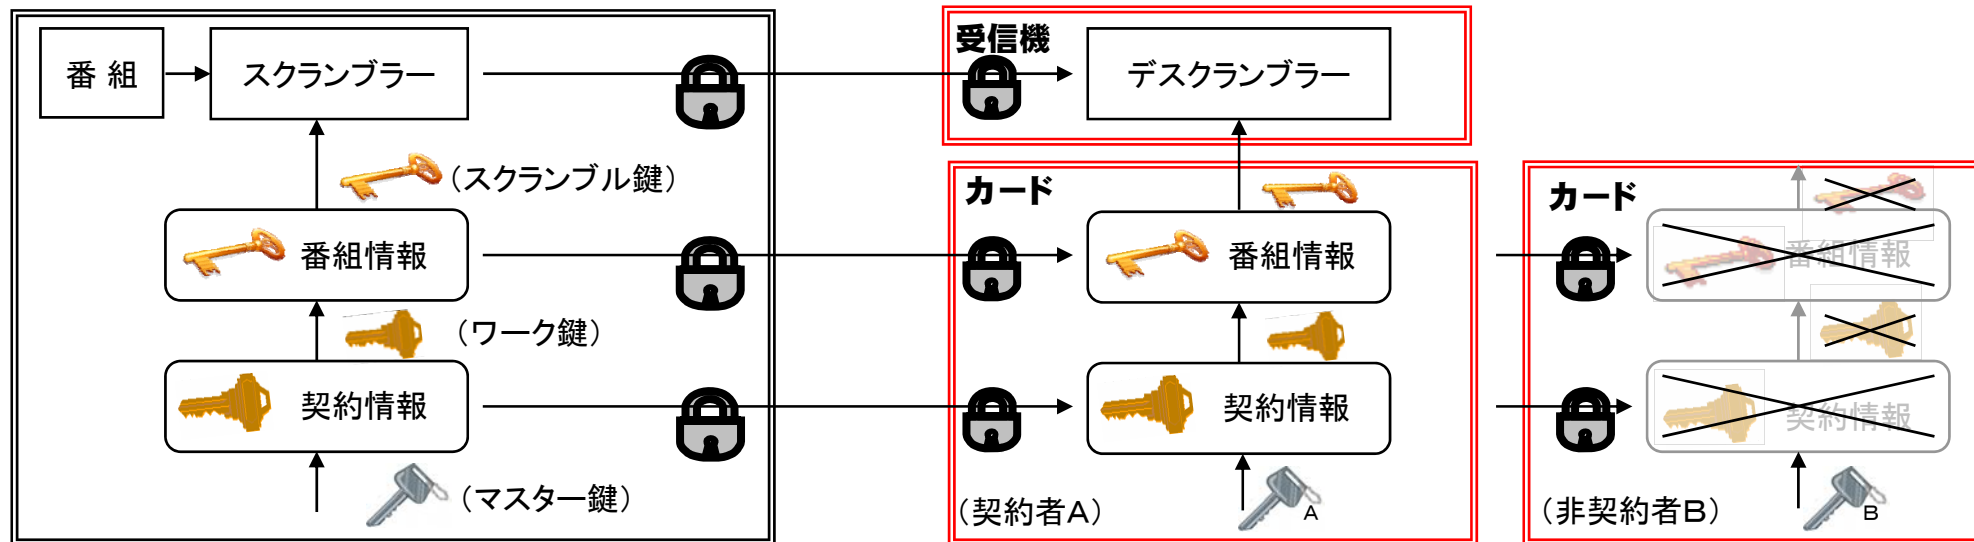 番 組
スクランブラー
(スクランブル鍵)
番組情報
(ワーク鍵)
契約情報
(マスター鍵)
受信機
デスクランブラー
カード
番組情報
契約情報
(契約者A)
A
カード
番組情報
契約情報
(非契約者B)
B